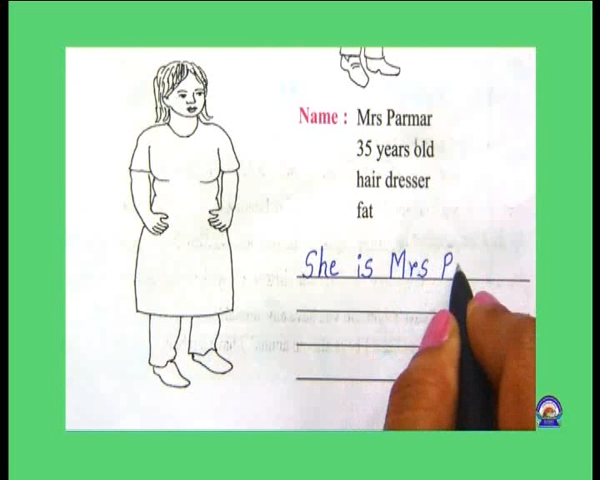 Name : Mrs Parmar
35 years old
hair dresser
fat
She is Mrs P